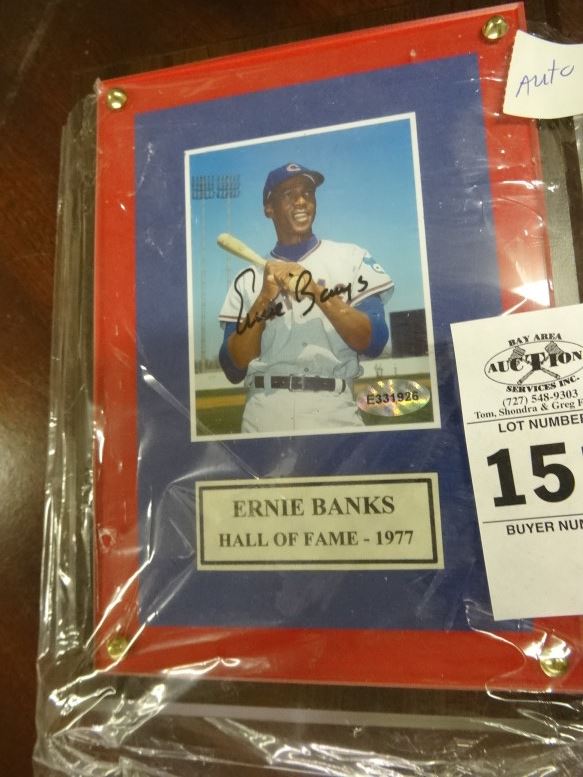 Auto
C
Ernie Banks
E331926
ERNIE BANKS
HALL OF FAME - 1977
BAY AREA
AUCTION
SERVICES INC.
(727) 548-9303
Tom, Shondra & Greg F
LOT NUMBER
15
BUYER NUM